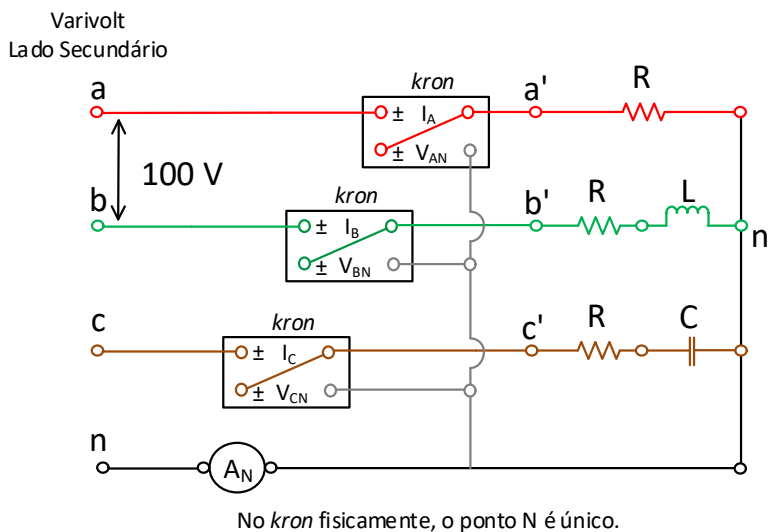 Varivolt
Lado Secundário
kron
a
a'
R
± I_A
± V_AN
100 V
kron
b
b'
R
L
± I_B
± V_BN
n
kron
c
c'
R
C
± I_C
± V_CN
n
A_N
No kron fisicamente, o ponto N é único.